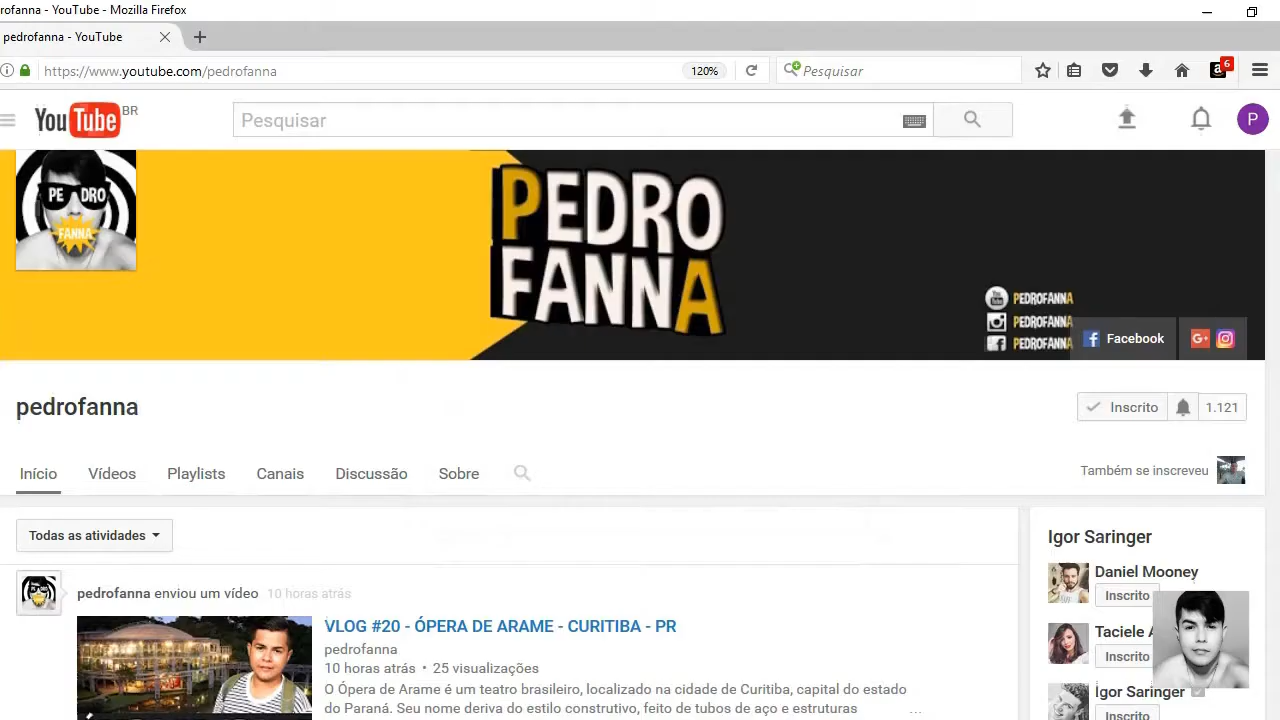 rofanna - YouTube - Mozilla Firefox
pedrofanna - YouTube
https://www.youtube.com/pedrofanna
120%
Pesquisar
6
YouTube BR
Pesquisar
P
PEDRO
FANNA
PEDRO
FANNA
You Tube PEDROFANNA
PEDROFANNA
PEDROFANNA
Facebook
G+
pedrofanna
Inscrito
1.121
Início
Vídeos
Playlists
Canais
Discussão
Sobre
Também se inscreveu
Todas as atividades
Igor Saringer
pedrofanna enviou um vídeo 10 horas atrás
Daniel Mooney
Inscrito
VLOG #20 - ÓPERA DE ARAME - CURITIBA - PR
pedrofanna
10 horas atrás • 25 visualizações
O Ópera de Arame é um teatro brasileiro, localizado na cidade de Curitiba, capital do estado
do Paraná. Seu nome deriva do estilo construtivo, feito de tubos de aço e estruturas ...
Taciele A
Inscrito
Igor Saringer
Inscrito